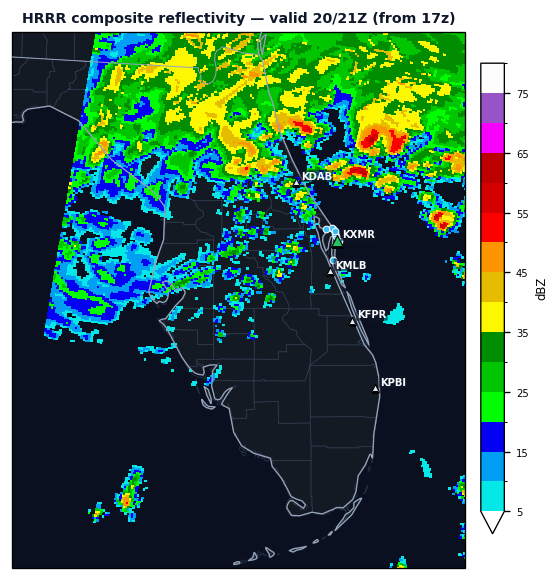 HRRR composite reflectivity — valid 20/21Z (from 17z)
KDAB
KXMR
KMLB
KFPR
KPBI
75
65
55
45
35
25
15
5
dBZ